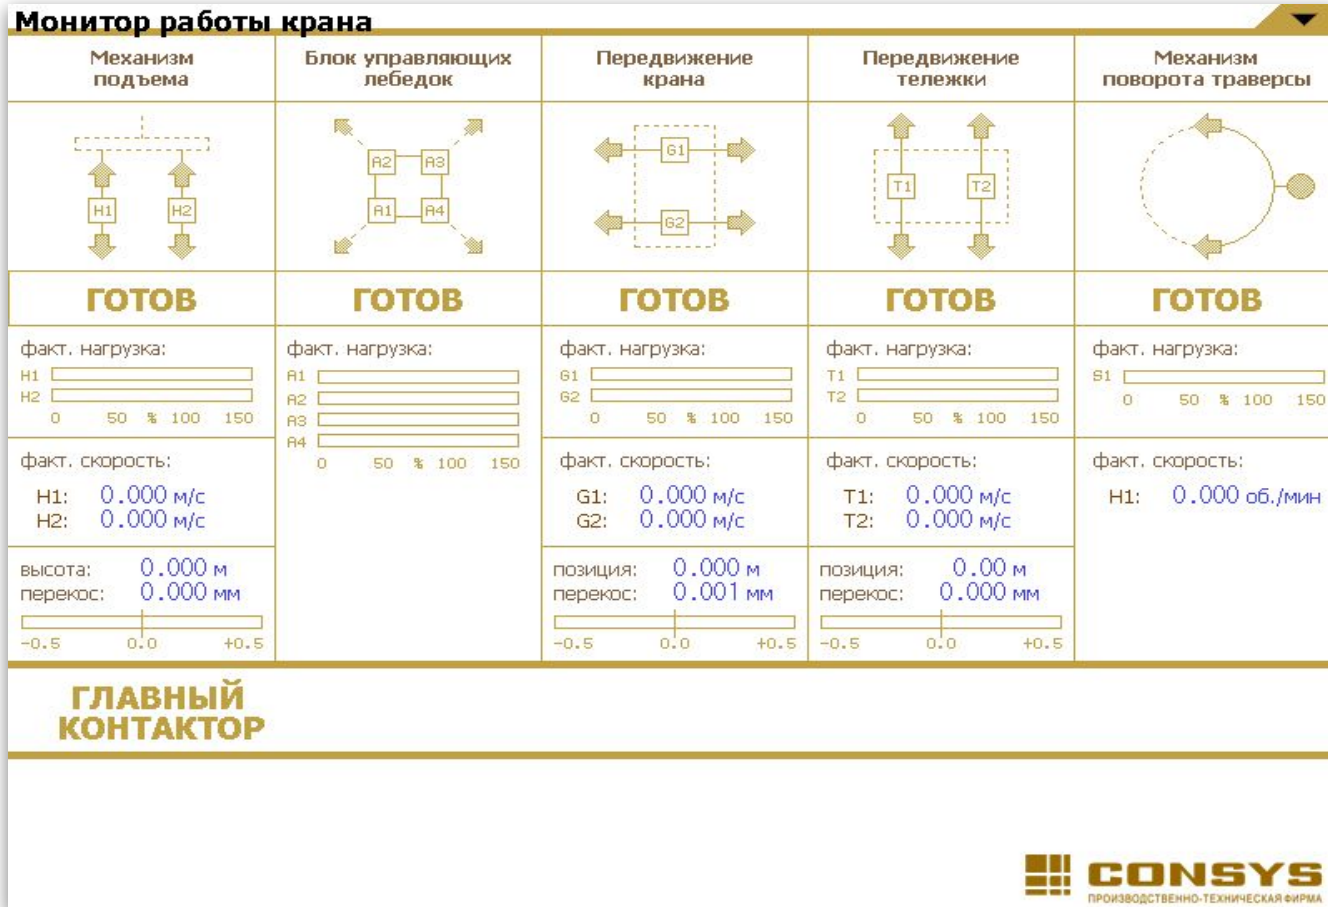 Монитор работы крана
Механизм
подъема
Блок управляющих
лебедок
Передвижение
крана
Передвижение
тележки
Механизм
поворота траверсы
H1 H2
A2 A3
A1 A4
G1
G2
T1 T2
ГОТОВ
ГОТОВ
ГОТОВ
ГОТОВ
ГОТОВ
факт. нагрузка:
H1
H2
0 50 % 100 150
факт. скорость:
H1: 0.000 м/с
H2: 0.000 м/с
высота: 0.000 м
перекос: 0.000 мм
-0.5 0.0 +0.5
факт. нагрузка:
A1
A2
A3
A4
0 50 % 100 150
факт. нагрузка:
G1
G2
0 50 % 100 150
факт. скорость:
G1: 0.000 м/с
G2: 0.000 м/с
позиция: 0.000 м
перекос: 0.001 мм
-0.5 0.0 +0.5
факт. нагрузка:
T1
T2
0 50 % 100 150
факт. скорость:
T1: 0.000 м/с
T2: 0.000 м/с
позиция: 0.00 м
перекос: 0.000 мм
-0.5 0.0 +0.5
факт. нагрузка:
S1
0 50 % 100 150
факт. скорость:
H1: 0.000 об./мин
ГЛАВНЫЙ
КОНТАКТОР
CONSYS
ПРОИЗВОДСТВЕННО-ТЕХНИЧЕСКАЯ ФИРМА